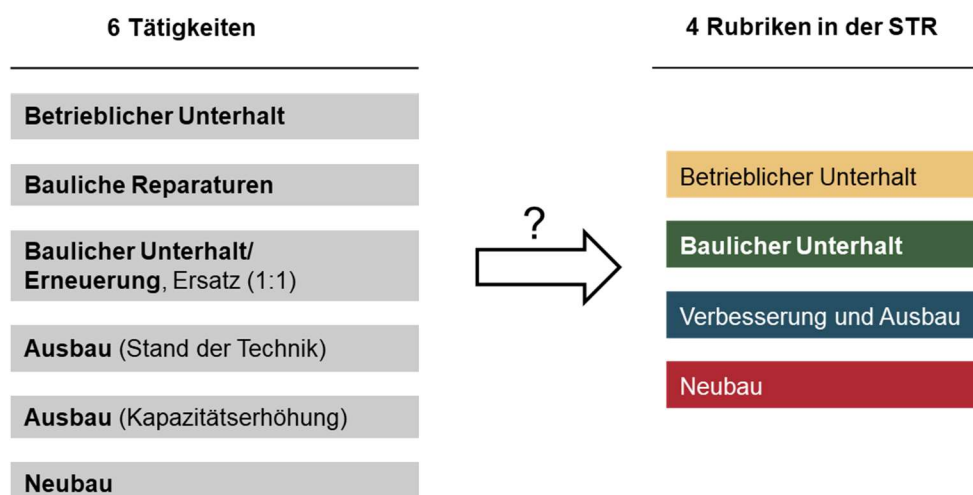 6 Tätigkeiten
Betrieblicher Unterhalt
Bauliche Reparaturen
Baulicher Unterhalt/
Erneuerung, Ersatz (1:1)
Ausbau (Stand der Technik)
Ausbau (Kapazitätserhöhung)
Neubau
?
4 Rubriken in der STR
Betrieblicher Unterhalt
Baulicher Unterhalt
Verbesserung und Ausbau
Neubau